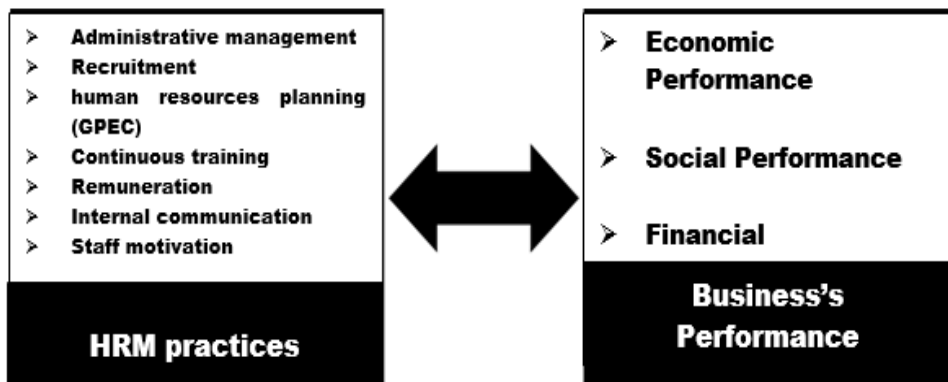 ➢ Administrative management
➢ Recruitment
➢ human resources planning
(GPEC)
➢ Continuous training
➢ Remuneration
➢ Internal communication
➢ Staff motivation
HRM practices
➢ Economic
Performance
➢ Social Performance
➢ Financial
Business's
Performance